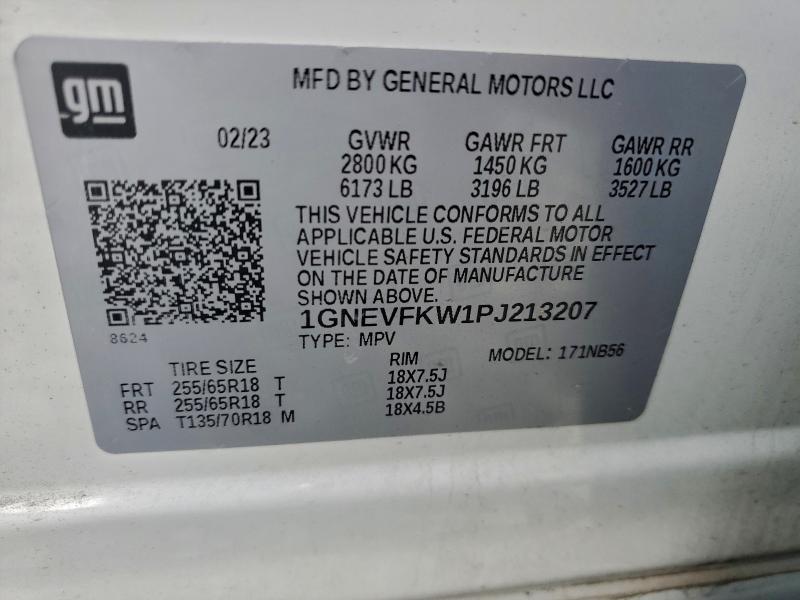 gm
MFD BY GENERAL MOTORS LLC
02/23 GVWR GAWR FRT GAWR RR
2800 KG 1450 KG 1600 KG
6173 LB 3196 LB 3527 LB
THIS VEHICLE CONFORMS TO ALL
APPLICABLE U.S. FEDERAL MOTOR
VEHICLE SAFETY STANDARDS IN EFFECT
ON THE DATE OF MANUFACTURE
SHOWN ABOVE.
1GNEVFKW1PJ213207
8624
TYPE: MPV MODEL: 171NB56
TIRE SIZE RIM
FRT 255/65R18 T 18X7.5J
RR 255/65R18 T 18X7.5J
SPA T135/70R18 M 18X4.5B